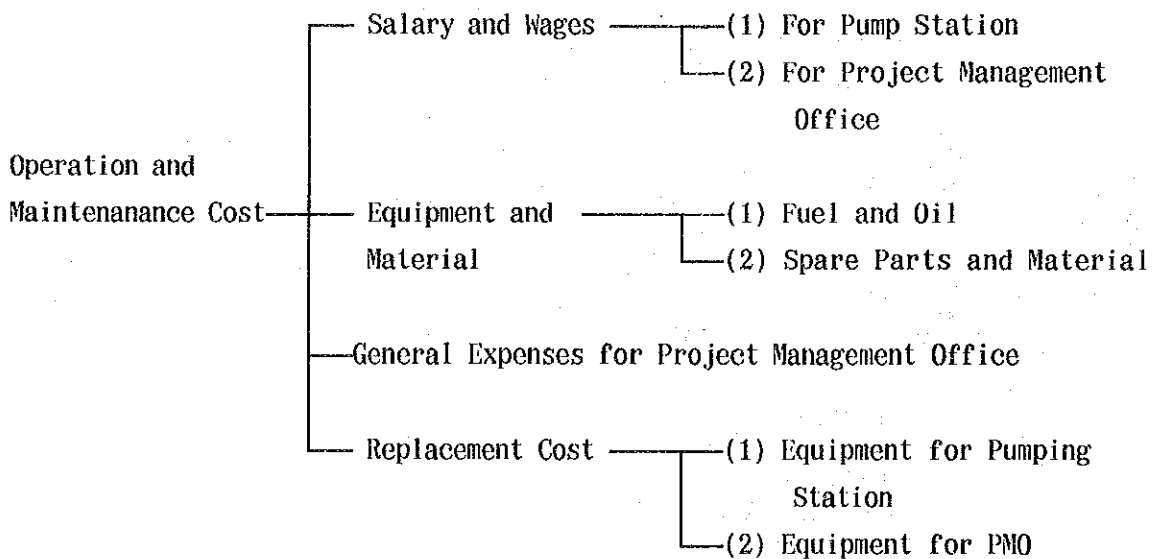 Salary and Wages (1) For Pump Station
(2) For Project Management
Office
Operation and
Maintenanance Cost Equipment and (1) Fuel and Oil
Material (2) Spare Parts and Material
General Expenses for Project Management Office
Replacement Cost (1) Equipment for Pumping
Station
(2) Equipment for PMO